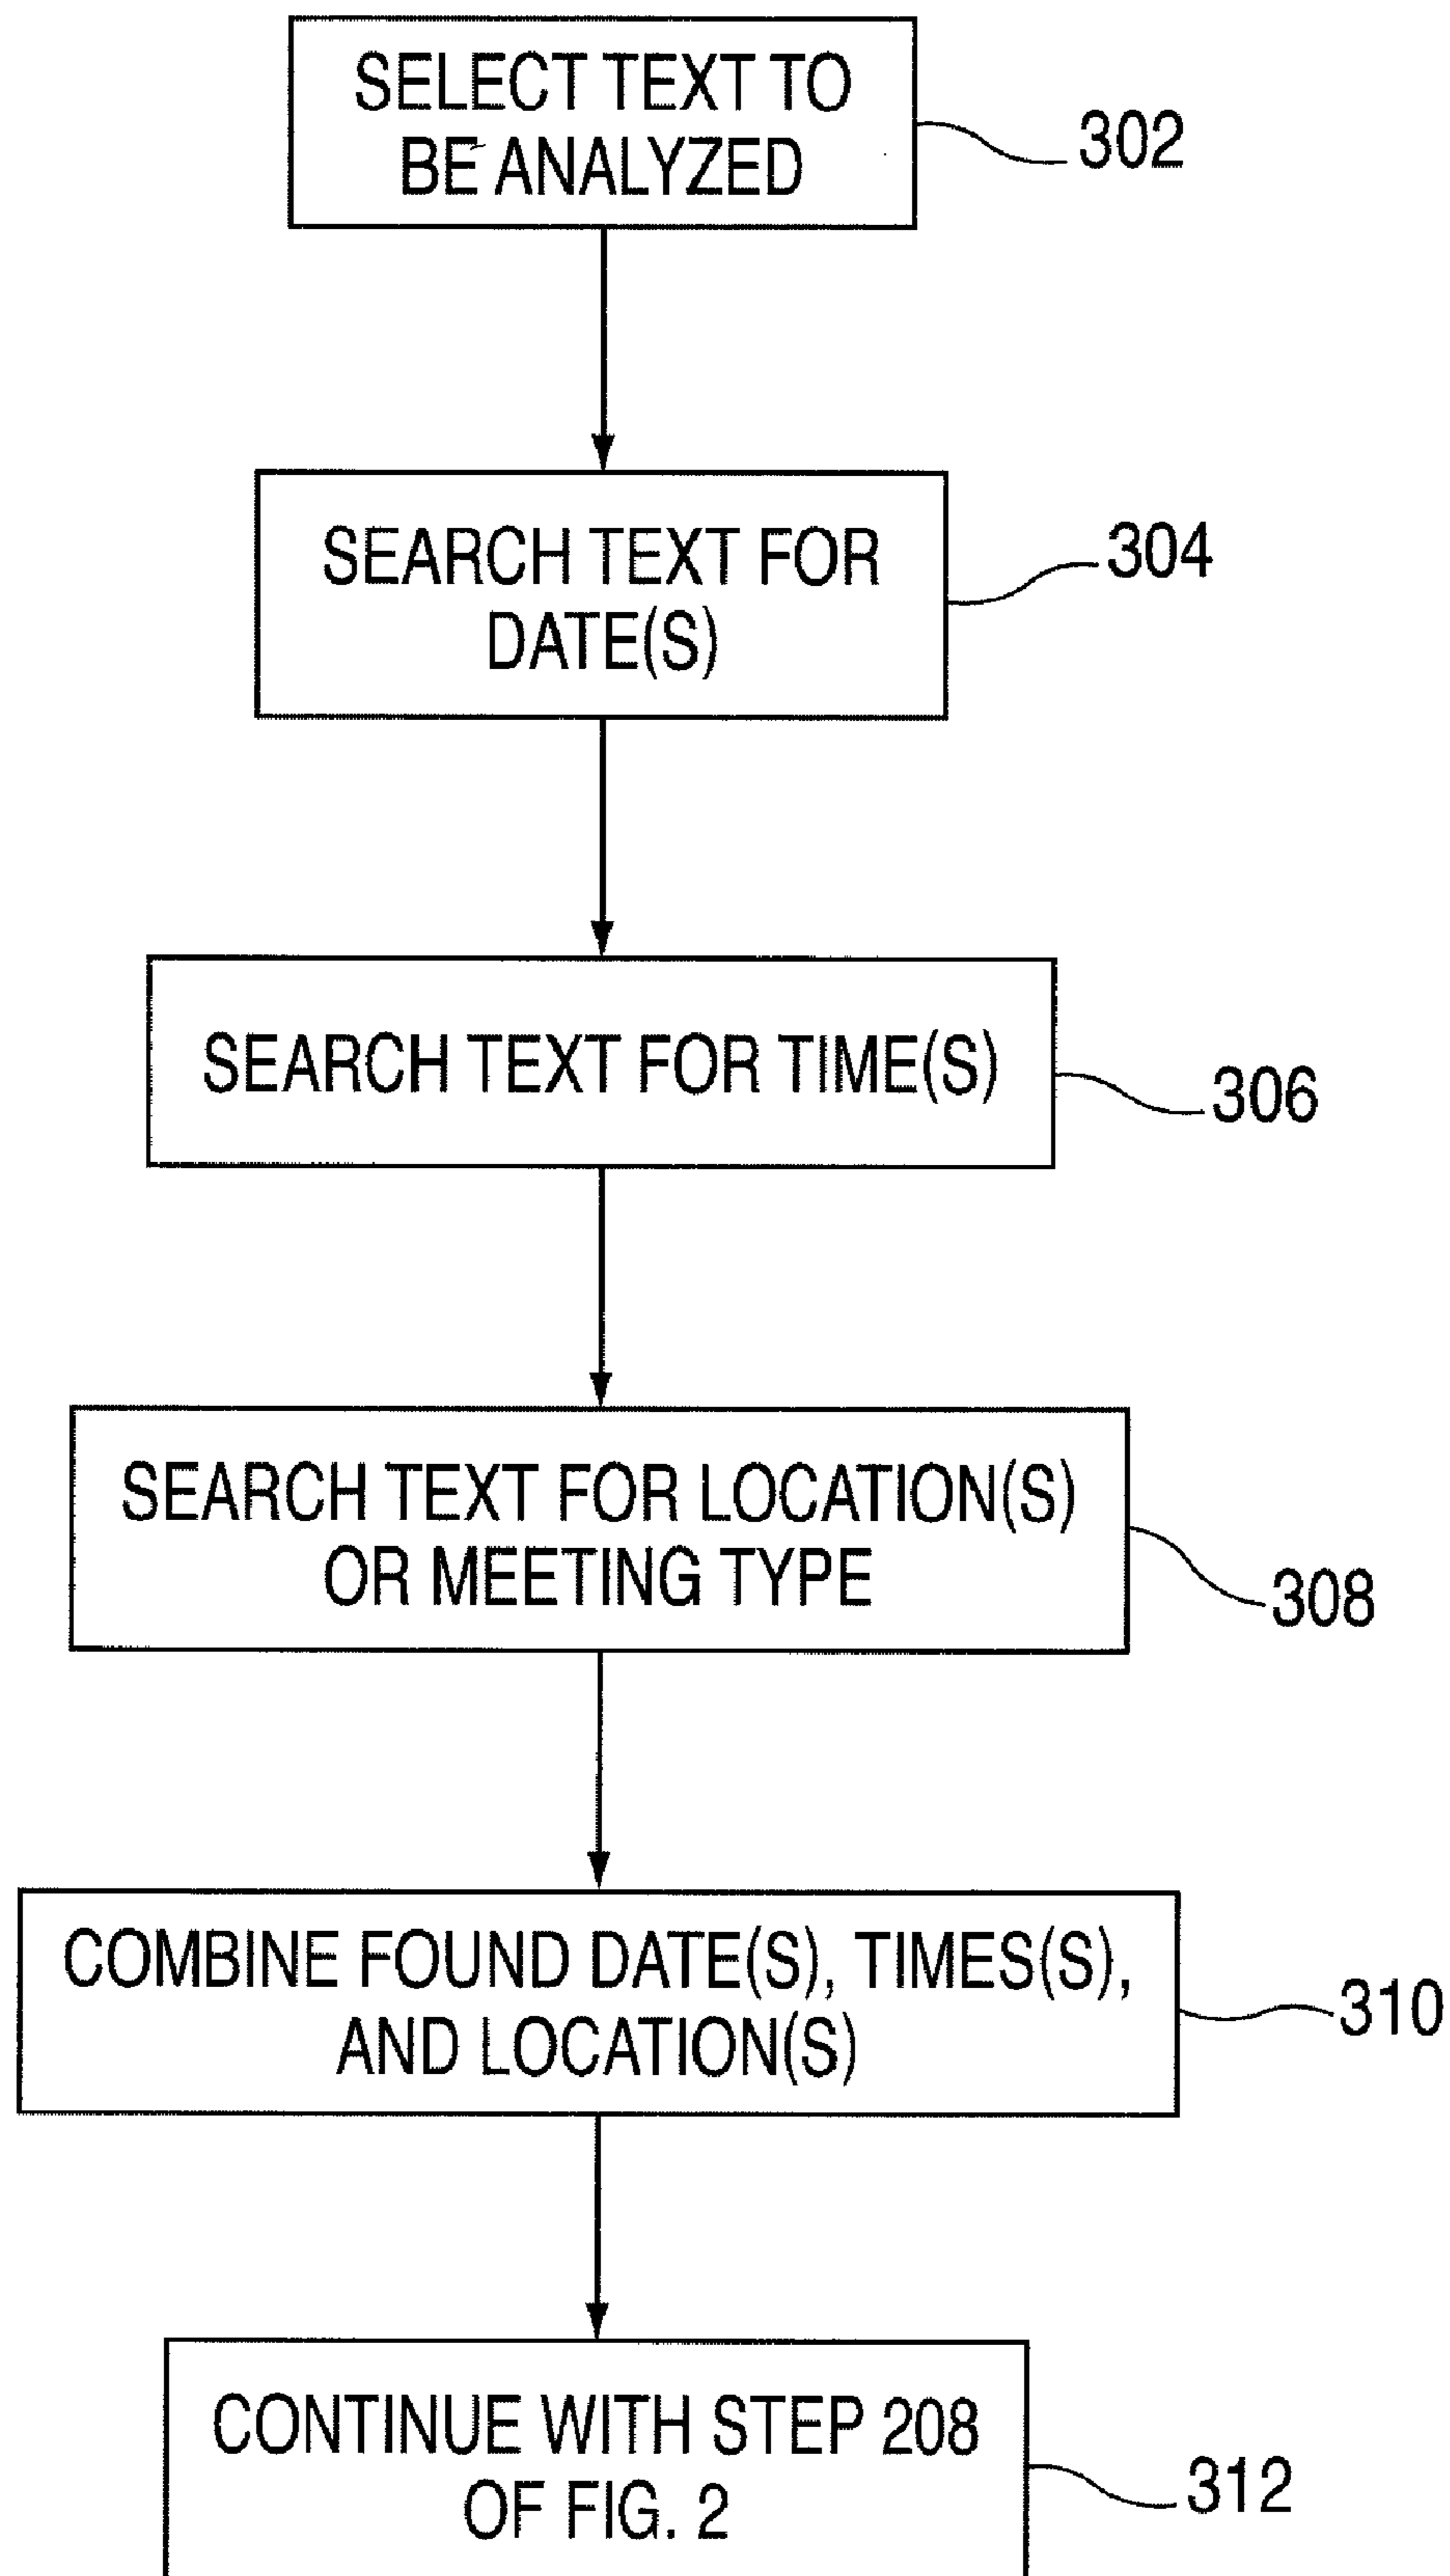 SELECT TEXT TO
BE ANALYZED
302
SEARCH TEXT FOR
DATE(S)
304
SEARCH TEXT FOR TIME(S)
306
SEARCH TEXT FOR LOCATION(S)
OR MEETING TYPE
308
COMBINE FOUND DATE(S), TIMES(S),
AND LOCATION(S)
310
CONTINUE WITH STEP 208
OF FIG. 2
312